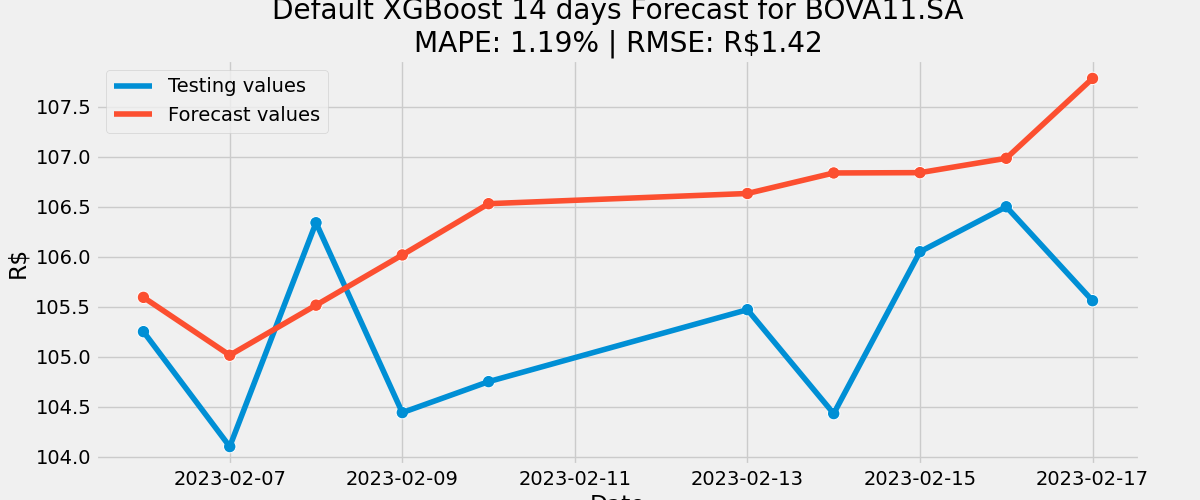 Default XGBoost 14 days Forecast for BOVA11.SA
MAPE: 1.19% | RMSE: R$1.42
Testing values
Forecast values
R$
107.5
107.0
106.5
106.0
105.5
105.0
104.5
104.0
2023-02-07 2023-02-09 2023-02-11 2023-02-13 2023-02-15 2023-02-17
Date